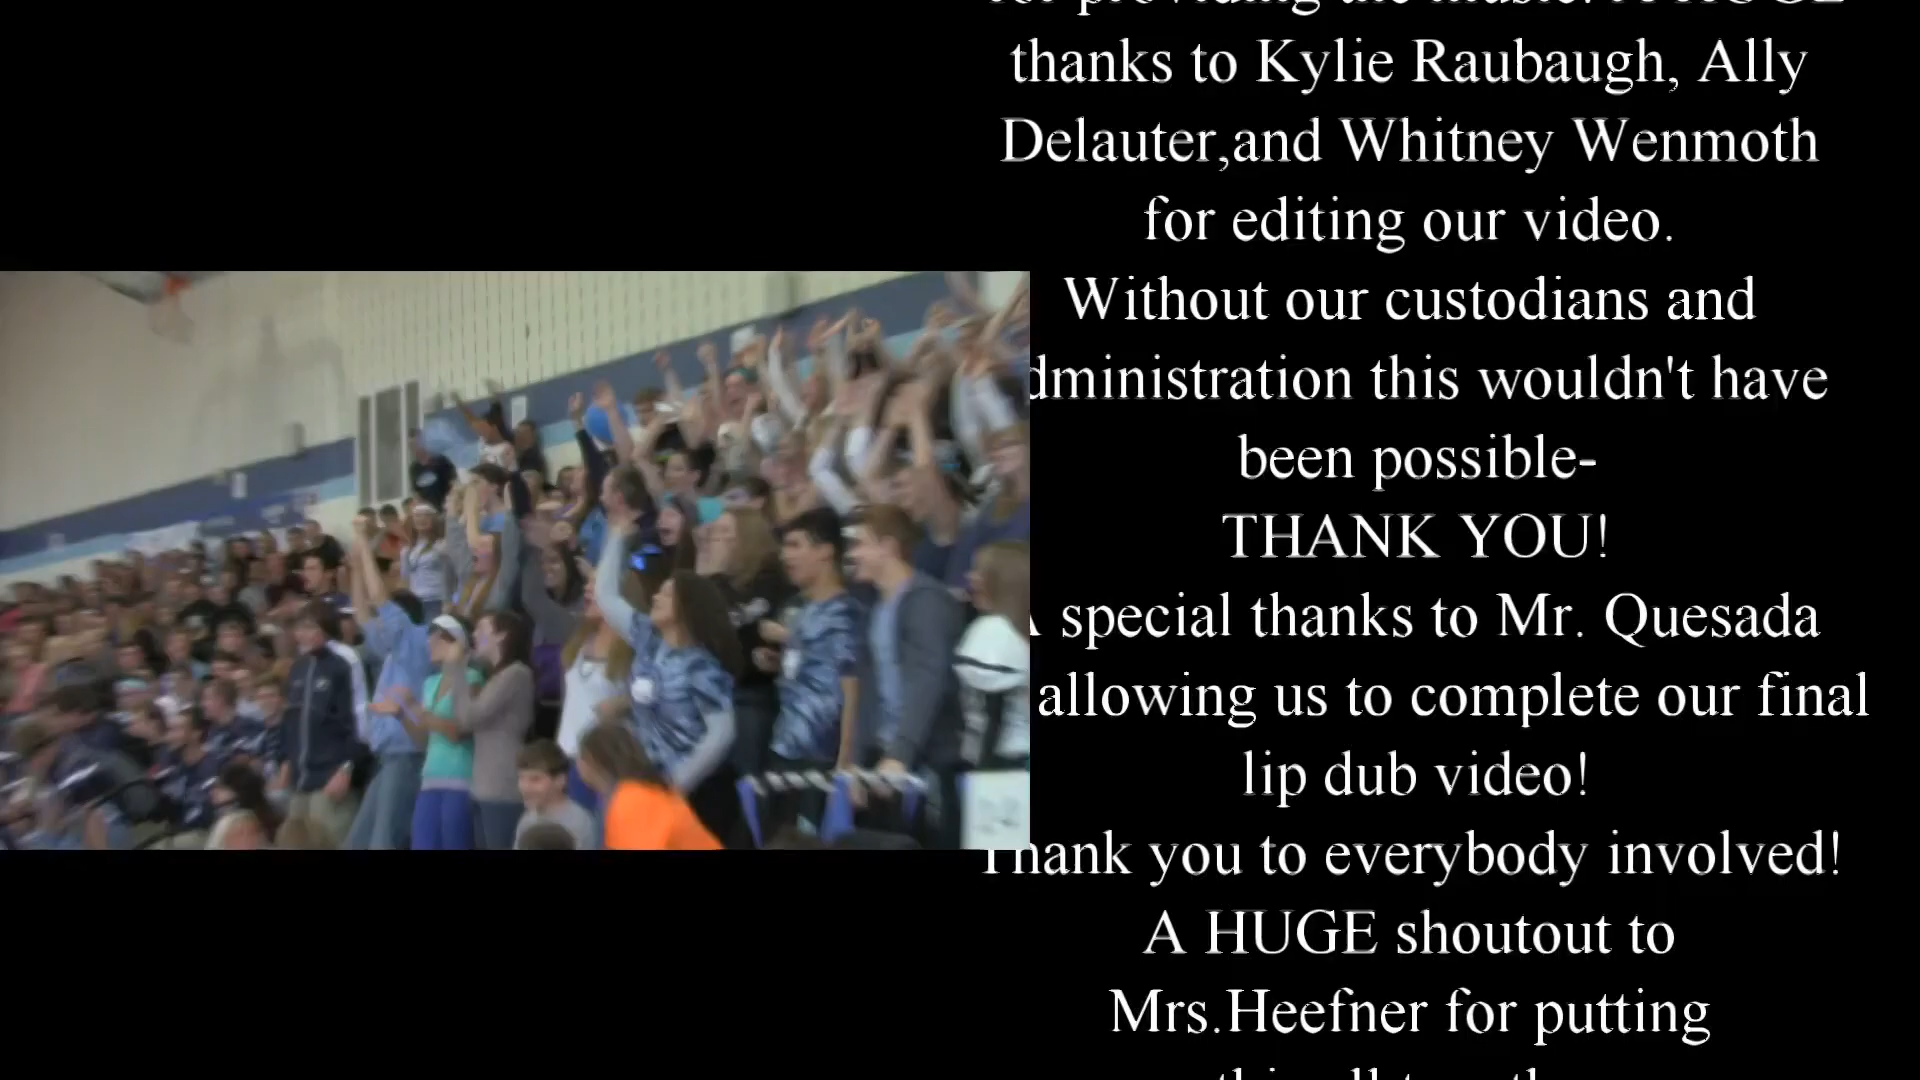 thanks to Kylie Raubaugh, Ally
Delauter,and Whitney Wenmoth
for editing our video.
Without our custodians and
dministration this wouldn't have
been possible-
THANK YOU!
special thanks to Mr. Quesada
allowing us to complete our final
lip dub video!
Thank you to everybody involved!
A HUGE shoutout to
Mrs.Heefner for putting